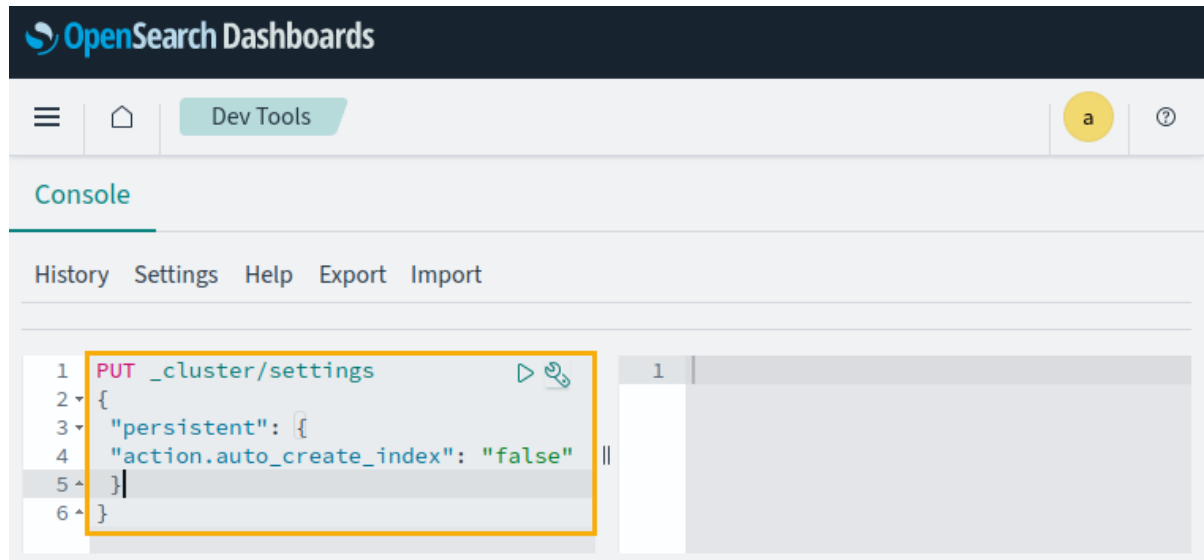 OpenSearch Dashboards
Dev Tools
a
?
Console
History Settings Help Export Import
1 PUT _cluster/settings
2 {
3 "persistent": {
4 "action.auto_create_index": "false"
5 }
6 }
1